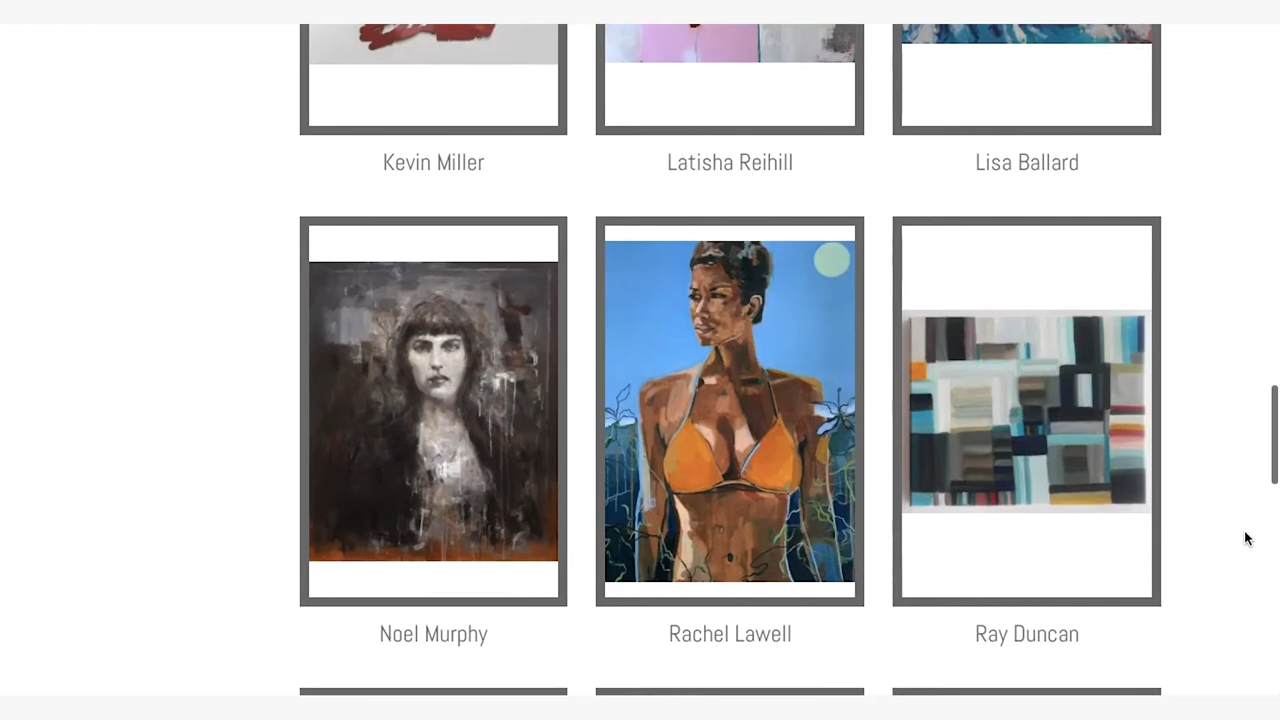 Kevin Miller
Latisha Reihill
Lisa Ballard
Noel Murphy
Rachel Lawell
Ray Duncan